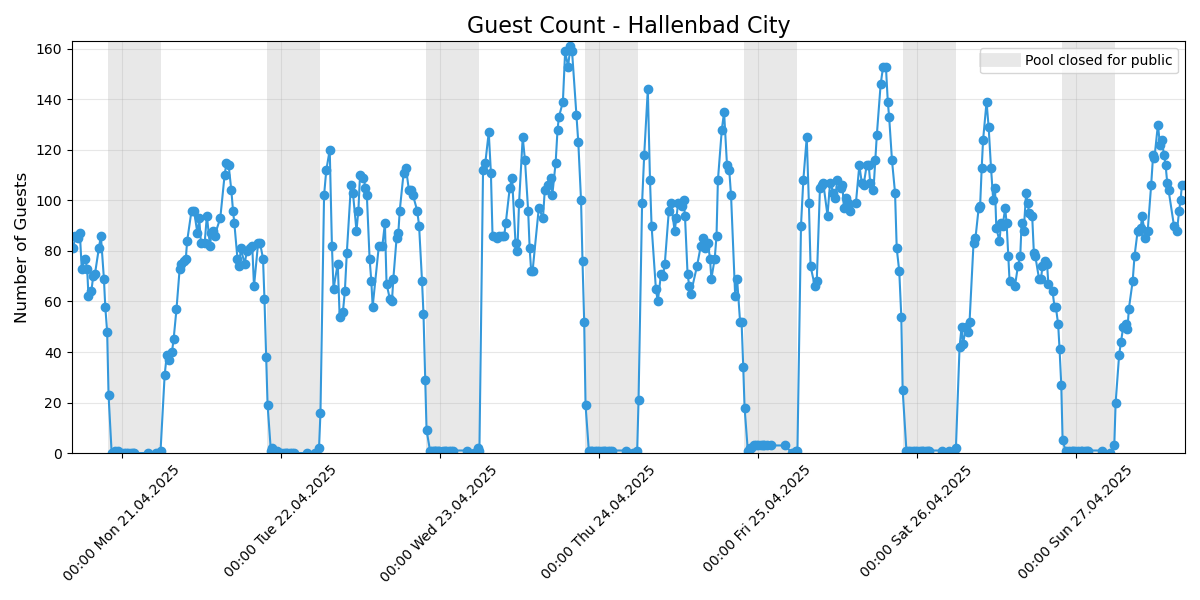 Guest Count - Hallenbad City
Pool closed for public
Number of Guests
160
140
120
100
80
60
40
20
0
00:00 Mon 21.04.2025
00:00 Tue 22.04.2025
00:00 Wed 23.04.2025
00:00 Thu 24.04.2025
00:00 Fri 25.04.2025
00:00 Sat 26.04.2025
00:00 Sun 27.04.2025